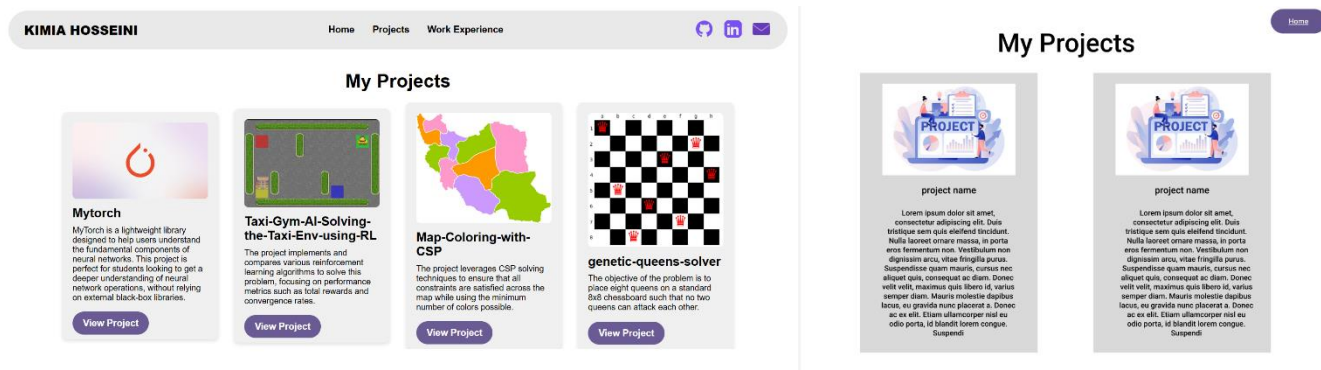 KIMIA HOSSEINI
Home Projects Work Experience
in
My Projects
Mytorch
MyTorch is a lightweight library
designed to help users understand
the fundamental components of
neural networks. This project is
perfect for students looking to get a
deeper understanding of neural
network operations, without relying
on external black-box libraries.
View Project
Taxi-Gym-AI-Solving-
the-Taxi-Env-using-RL
The project implements and
compares various reinforcement
learning algorithms to solve this
problem, focusing on performance
metrics such as total rewards and
convergence rates.
View Project
Map-Coloring-with-
CSP
The project leverages CSP solving
techniques to ensure that all
constraints are satisfied across the
map while using the minimum
number of colors possible.
View Project
a b c d e f g h
1
2
3
4
5
6
7
8
genetic-queens-solver
The objective of the problem is to
place eight queens on a standard
8x8 chessboard such that no two
queens can attack each other.
View Project
Home
My Projects
PROJECT
project name
Lorem ipsum dolor sit amet,
consectetur adipiscing elit. Duis
tristique sem quis eleifend tincidunt.
Nulla laoreet ornare massa, in porta
eros fermentum non. Vestibulum non
dignissim arcu, vitae fringilla purus.
Suspendisse quam mauris, cursus nec
aliquet quis, consequat ac diam. Donec
velit velit, maximus quis libero id, varius
semper diam. Mauris molestie dapibus
lacus, eu gravida nunc placerat a. Donec
ac ex elit. Etiam ullamcorper nisl eu
odio porta, id blandit lorem congue.
Suspendi
PROJECT
project name
Lorem ipsum dolor sit amet,
consectetur adipiscing elit. Duis
tristique sem quis eleifend tincidunt.
Nulla laoreet ornare massa, in porta
eros fermentum non. Vestibulum non
dignissim arcu, vitae fringilla purus.
Suspendisse quam mauris, cursus nec
aliquet quis, consequat ac diam. Donec
velit velit, maximus quis libero id, varius
semper diam. Mauris molestie dapibus
lacus, eu gravida nunc placerat a. Donec
ac ex elit. Etiam ullamcorper nisl eu
odio porta, id blandit lorem congue.
Suspendi